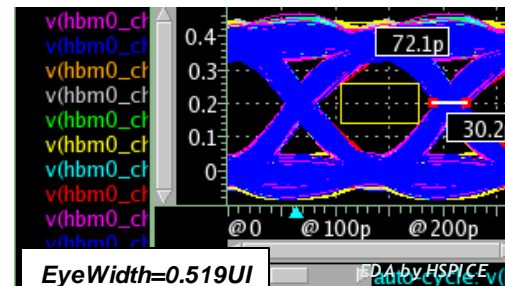 v(hbm0_ch
v(hbm0_ch
v(hbm0_ch
v(hbm0_ch
v(hbm0_ch
v(hbm0_ch
v(hbm0_ch
v(hbm0_ch
v(hbm0_ch
v(hbm0_ch
0.4
72.1p
0.3
0.2
30.2
0.1
0
@0 @100p @200p
EyeWidth=0.519UI
EDA by HSPICE
auto-cycle: v(